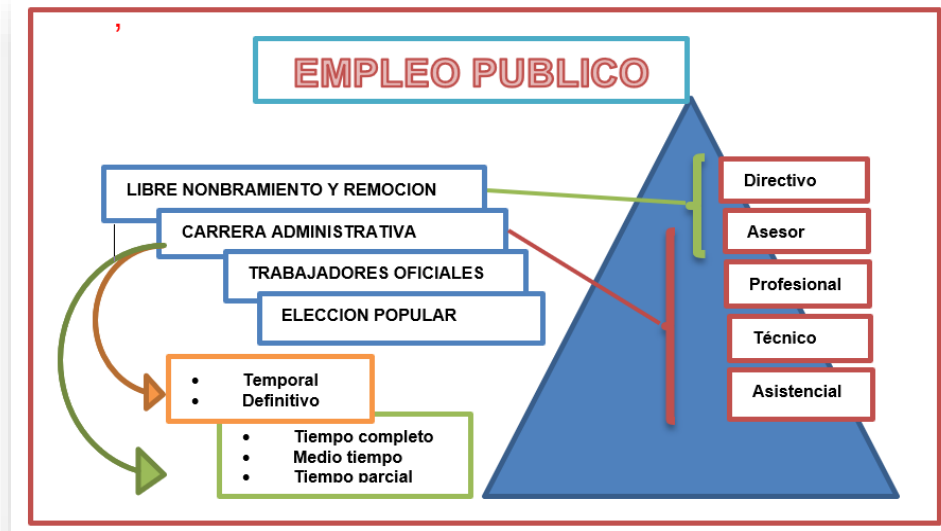 ,
EMPLEO PUBLICO
LIBRE NONBRAMIENTO Y REMOCION
CARRERA ADMINISTRATIVA
TRABAJADORES OFICIALES
ELECCION POPULAR
• Temporal
• Definitivo
• Tiempo completo
• Medio tiempo
• Tiempo parcial
Directivo
Asesor
Profesional
Técnico
Asistencial